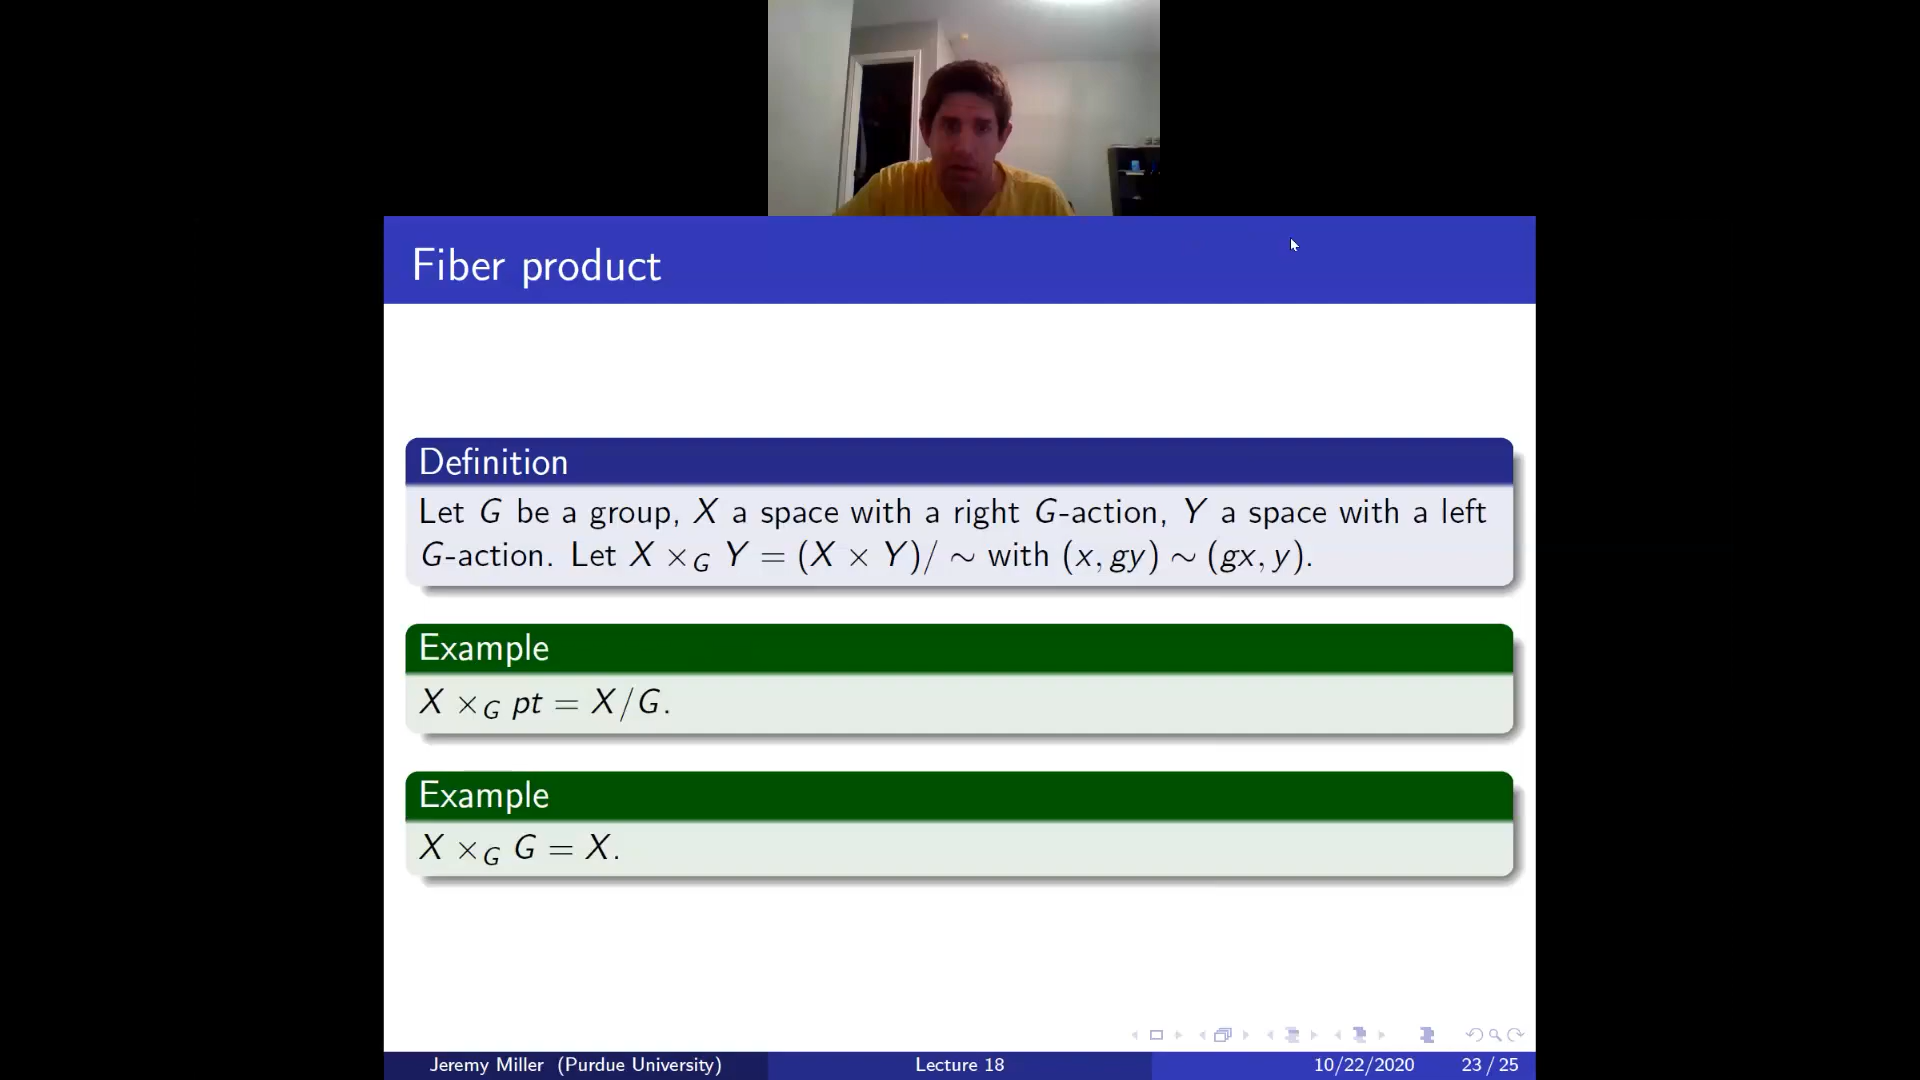 Fiber product
Definition
Let G be a group, X a space with a right G-action, Y a space with a left
G-action. Let X ×_G Y = (X × Y)/ ∼ with (x, gy) ∼ (gx, y).
Example
X ×_G pt = X/G.
Example
X ×_G G = X.
Jeremy Miller (Purdue University) Lecture 18 10/22/2020 23 / 25